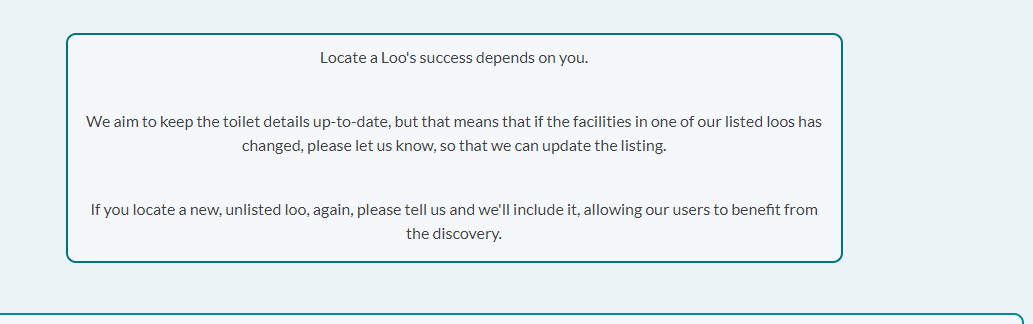 Locate a Loo's success depends on you.
We aim to keep the toilet details up-to-date, but that means that if the facilities in one of our listed loos has
changed, please let us know, so that we can update the listing.
If you locate a new, unlisted loo, again, please tell us and we'll include it, allowing our users to benefit from
the discovery.